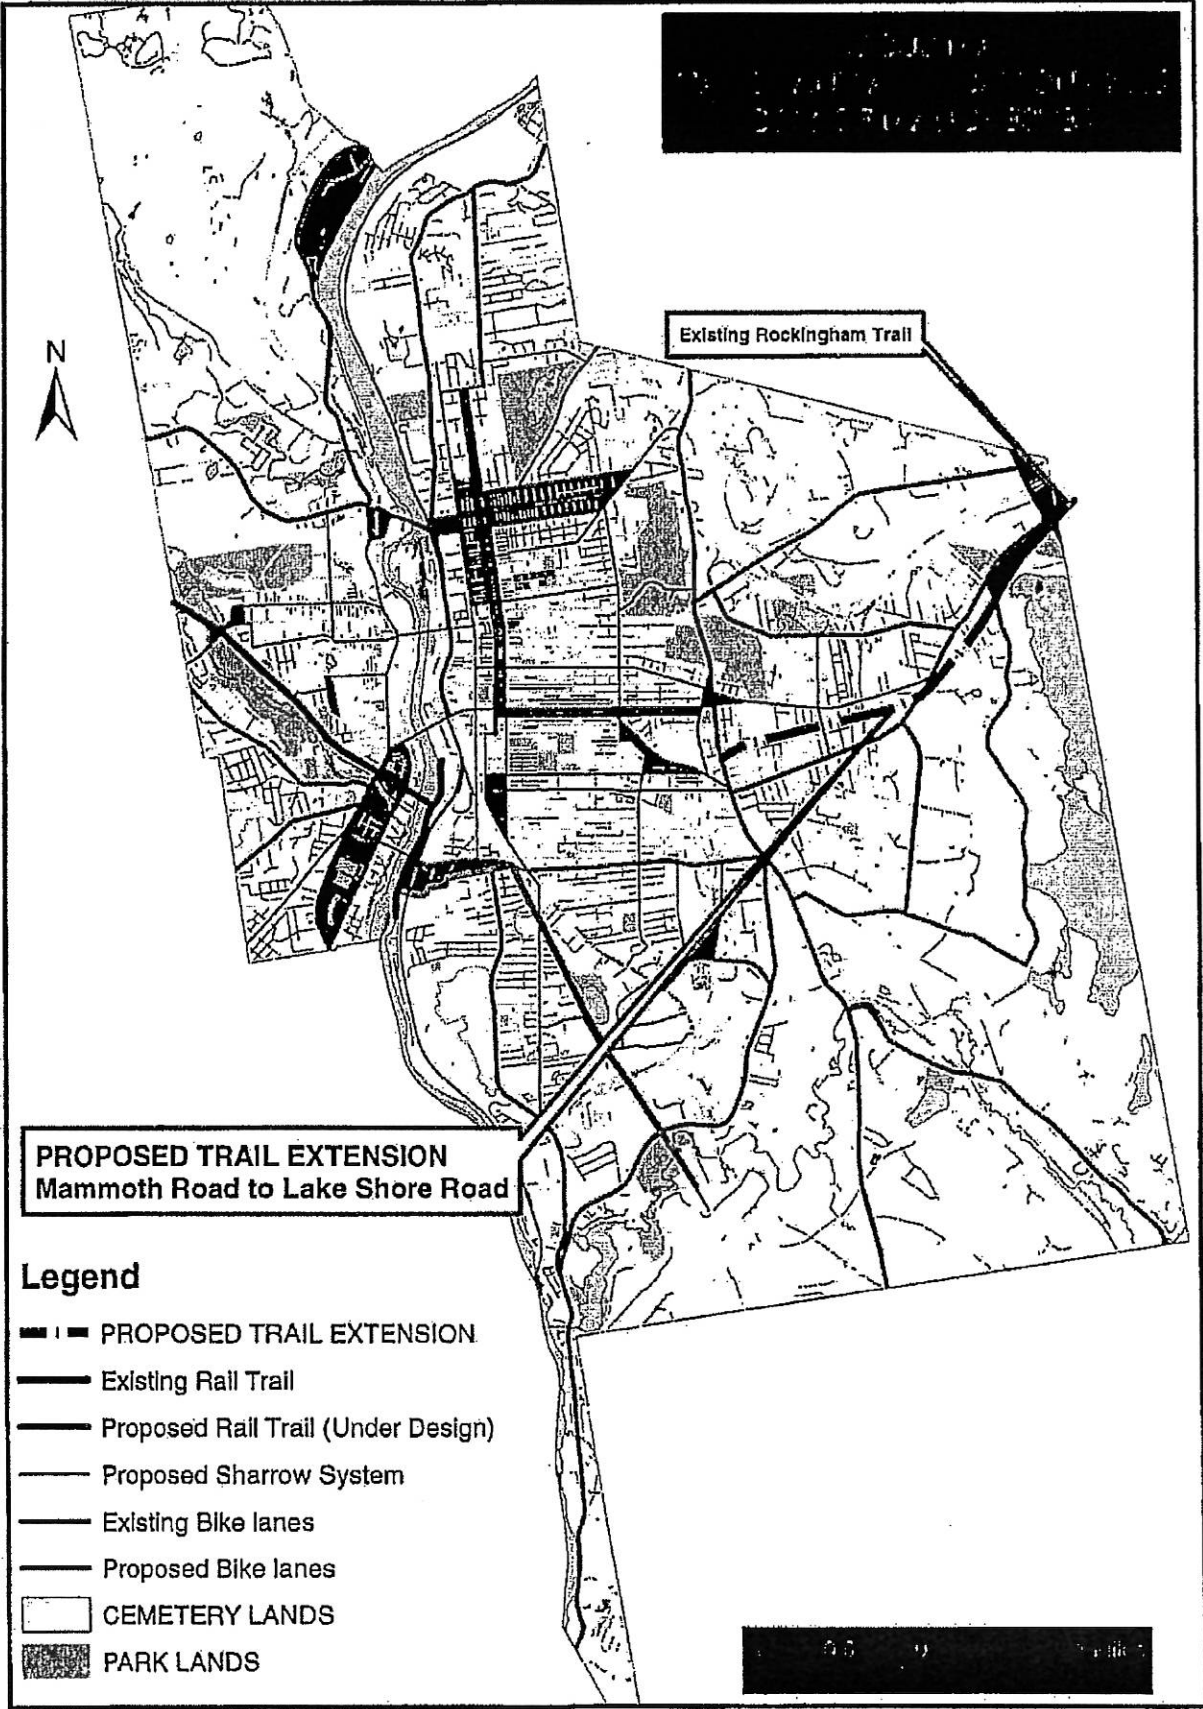 Existing Rockingham Trail
N
PROPOSED TRAIL EXTENSION
Mammoth Road to Lake Shore Road
Legend
PROPOSED TRAIL EXTENSION
Existing Rail Trail
Proposed Rail Trail (Under Design)
Proposed Sharrow System
Existing Bike lanes
Proposed Bike lanes
CEMETERY LANDS
PARK LANDS